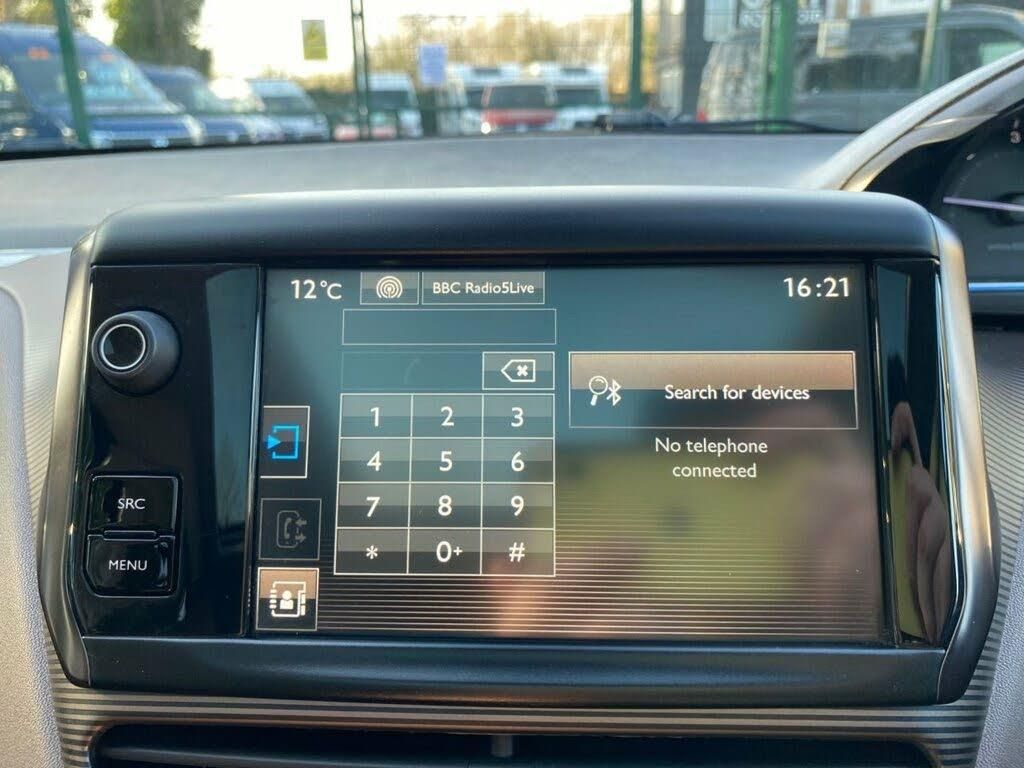 12°C
BBC Radio5Live
16:21
Search for devices
No telephone
connected
1 2 3
4 5 6
7 8 9
* 0+ #
SRC
MENU
3